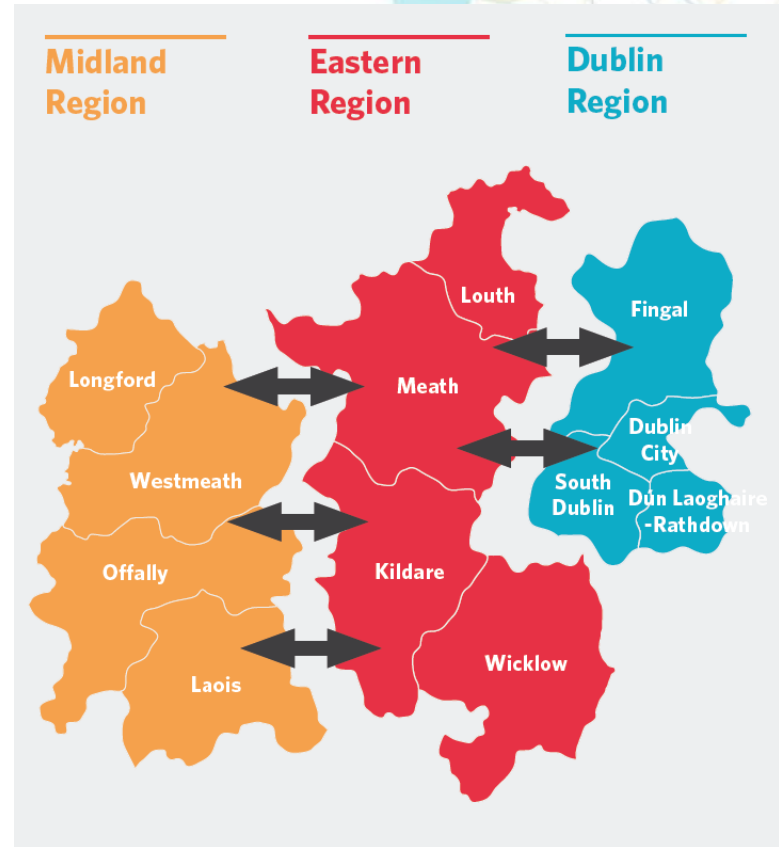 Midland
Region
Eastern
Region
Dublin
Region
Louth
Fingal
Longford
Meath
Dublin
City
Westmeath
South
Dublin
Dún Laoghaire
-Rathdown
Offally
Kildare
Wicklow
Laois